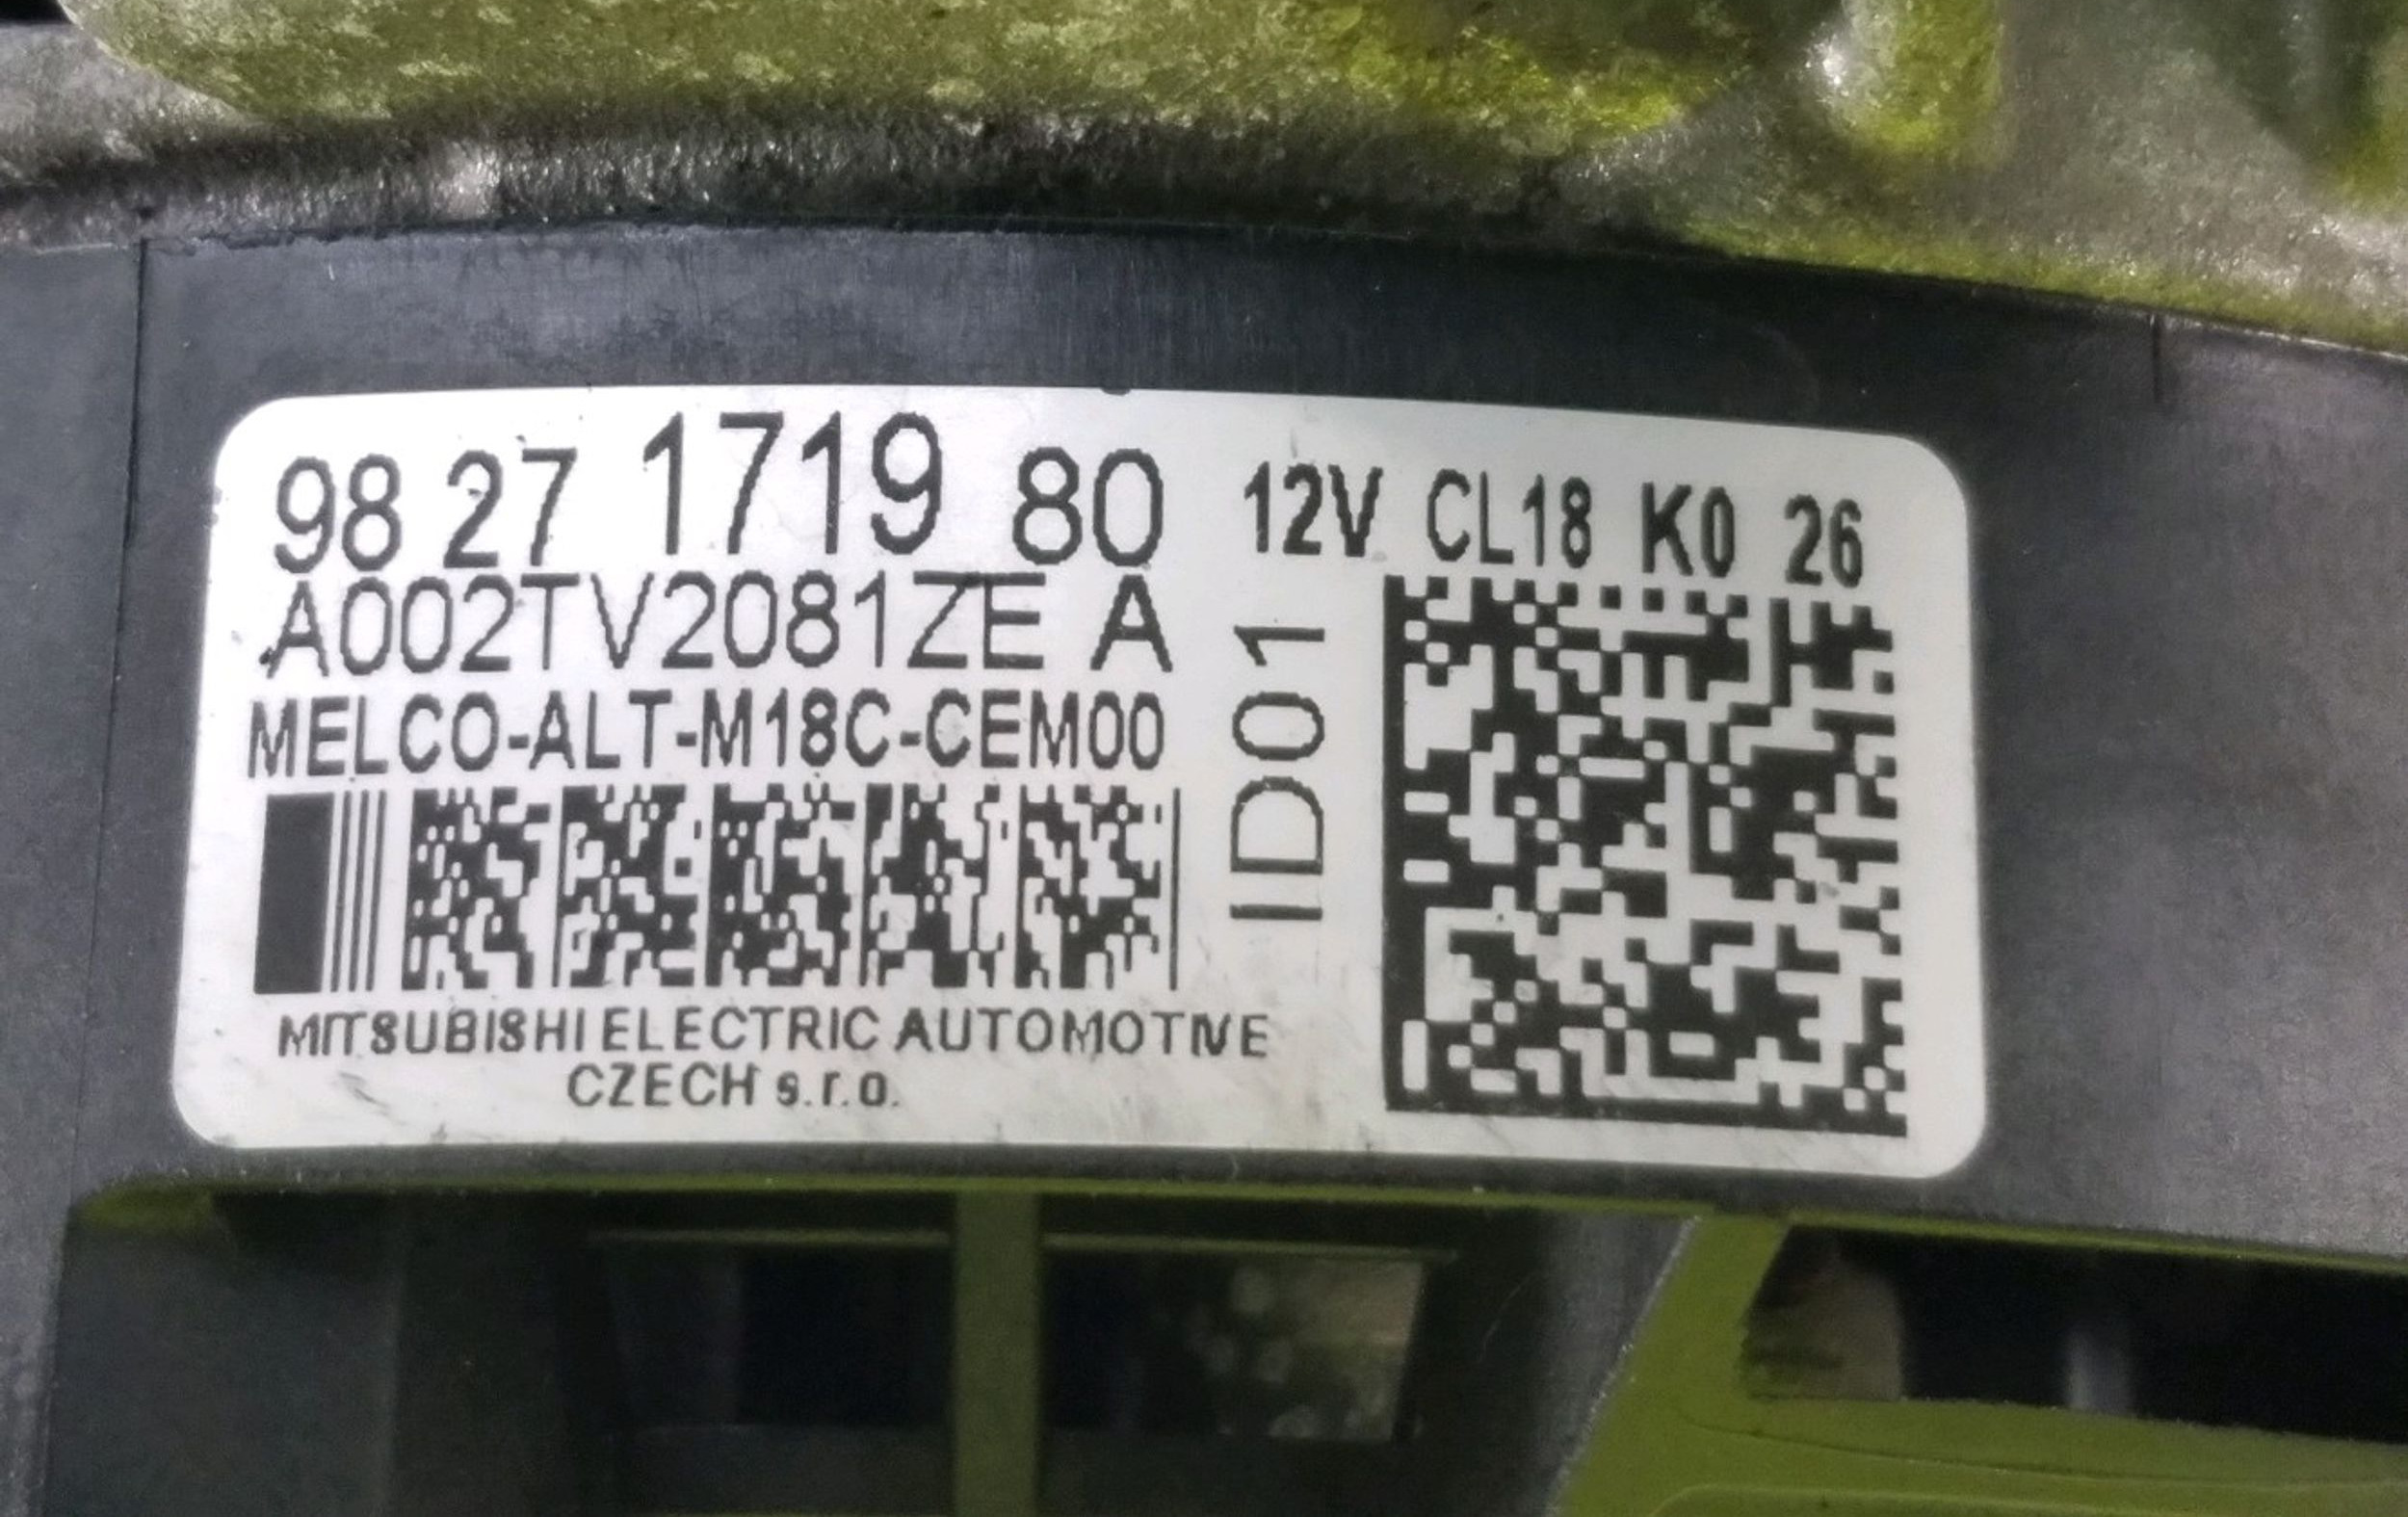 98 27 1719 80 12V CL18 K0 26
A002TV2081ZE A
MELCO-ALT-M18C-CEM00
ID01
MITSUBISHI ELECTRIC AUTOMOTIVE
CZECH s.r.o.